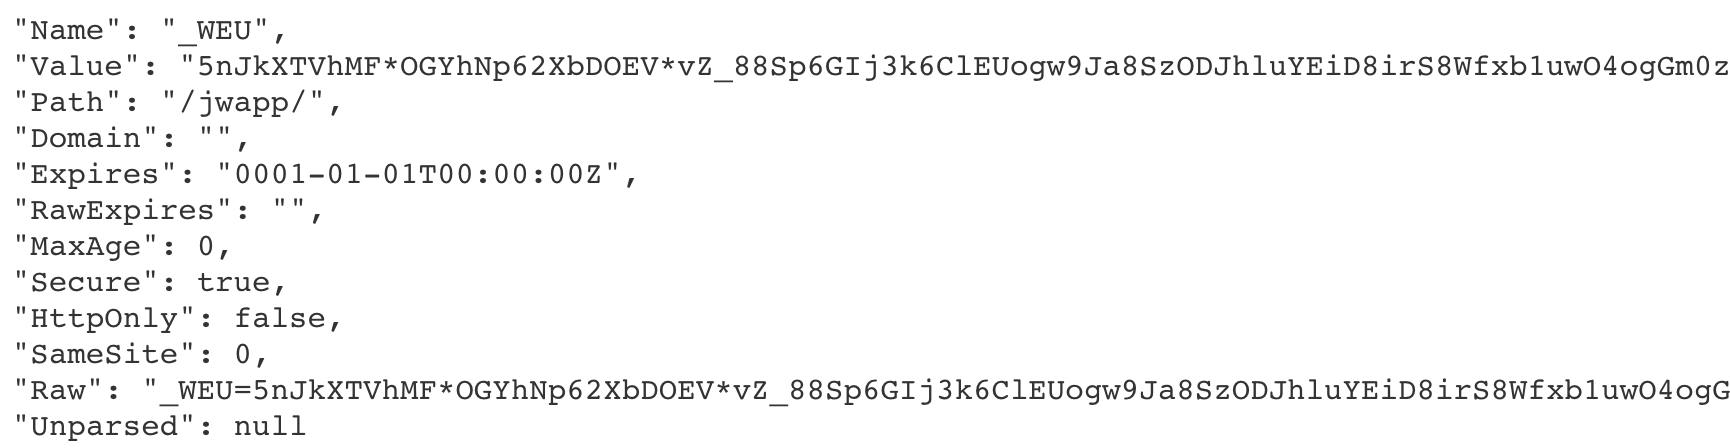 "Name": "_WEU",
"Value": "5nJkXTVhMF*OGYhNp62XbDOEV*vZ_88Sp6GIj3k6ClEUogw9Ja8SzODJhluYEiD8irS8Wfxb1uwO4ogGm0z
"Path": "/jwapp/",
"Domain": "",
"Expires": "0001-01-01T00:00:00Z",
"RawExpires": "",
"MaxAge": 0,
"Secure": true,
"HttpOnly": false,
"SameSite": 0,
"Raw": "_WEU=5nJkXTVhMF*OGYhNp62XbDOEV*vZ_88Sp6GIj3k6ClEUogw9Ja8SzODJhluYEiD8irS8Wfxb1uwO4ogG
"Unparsed": null